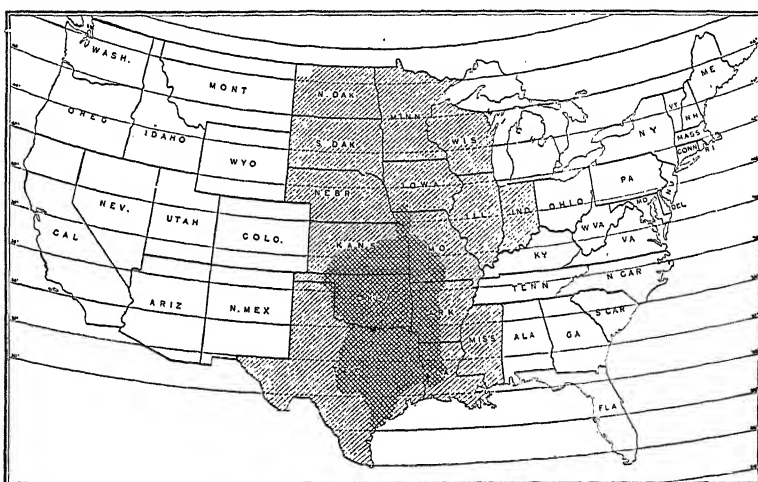 WASH.
MONT
N.DAK
MINN
ME
OREG
IDAHO
S.DAK
WIS
VT
NH
NY
MASS
CONN
RI
WYO
NEBR
IOWA
PA
NJ
NEV.
UTAH
COLO.
KANS
MO
ILL
IND
OHIO
MD
DEL
W VA
VA
KY
CAL
ARIZ
N.MEX
TENN
N CAR
S CAR
MISS
ALA
GA
FLA